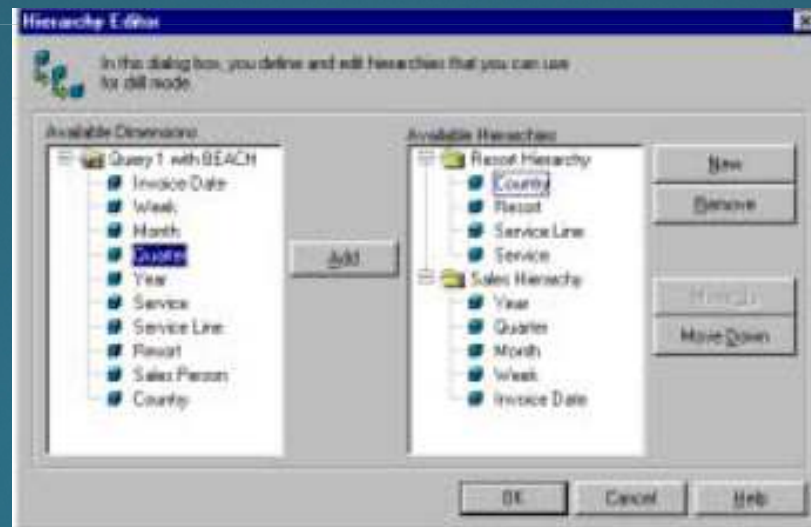 Hierarchy Editor
In this dialog box, you define and edit hierarchies that you can use
for drill mode.
Available Dimensions
Query 1 with BEACH
Invoice Date
Week
Month
Quarter
Year
Service
Service Line
Resort
Sales Person
Country
Add
Available Hierarchies
Resort Hierarchy
Country
Resort
Service Line
Service
Sales Hierarchy
Year
Quarter
Month
Week
Invoice Date
New
Remove
Move Up
Move Down
OK
Cancel
Help